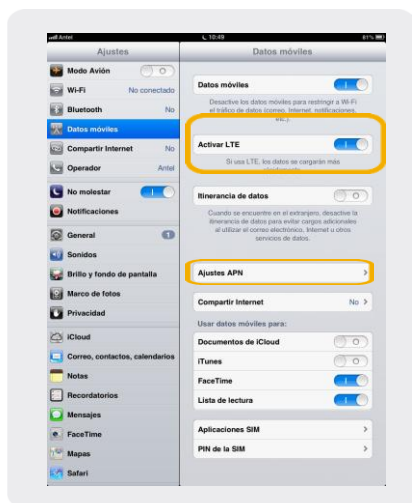 Antel
10:49
81%
Ajustes
Datos móviles
Modo Avión
Wi-Fi No conectado
Bluetooth No
Datos móviles
Compartir Internet No
Operador Antel
No molestar
Notificaciones
General 1
Sonidos
Brillo y fondo de pantalla
Marco de fotos
Privacidad
iCloud
Correo, contactos, calendarios
Notas
Recordatorios
Mensajes
FaceTime
Mapas
Safari
Datos móviles
Desactive los datos móviles para restringir a Wi-Fi
el tráfico de datos (correo, Internet, notificaciones,
etc.).
Activar LTE
Si usa LTE, los datos se cargarán más
Itinerancia de datos
Cuando se encuentre en el extranjero, desactive la
itinerancia de datos para evitar cargos adicionales
al utilizar el correo electrónico, Internet u otros
servicios de datos.
Ajustes APN
Compartir Internet No
Usar datos móviles para:
Documentos de iCloud
iTunes
FaceTime
Lista de lectura
Aplicaciones SIM
PIN de la SIM